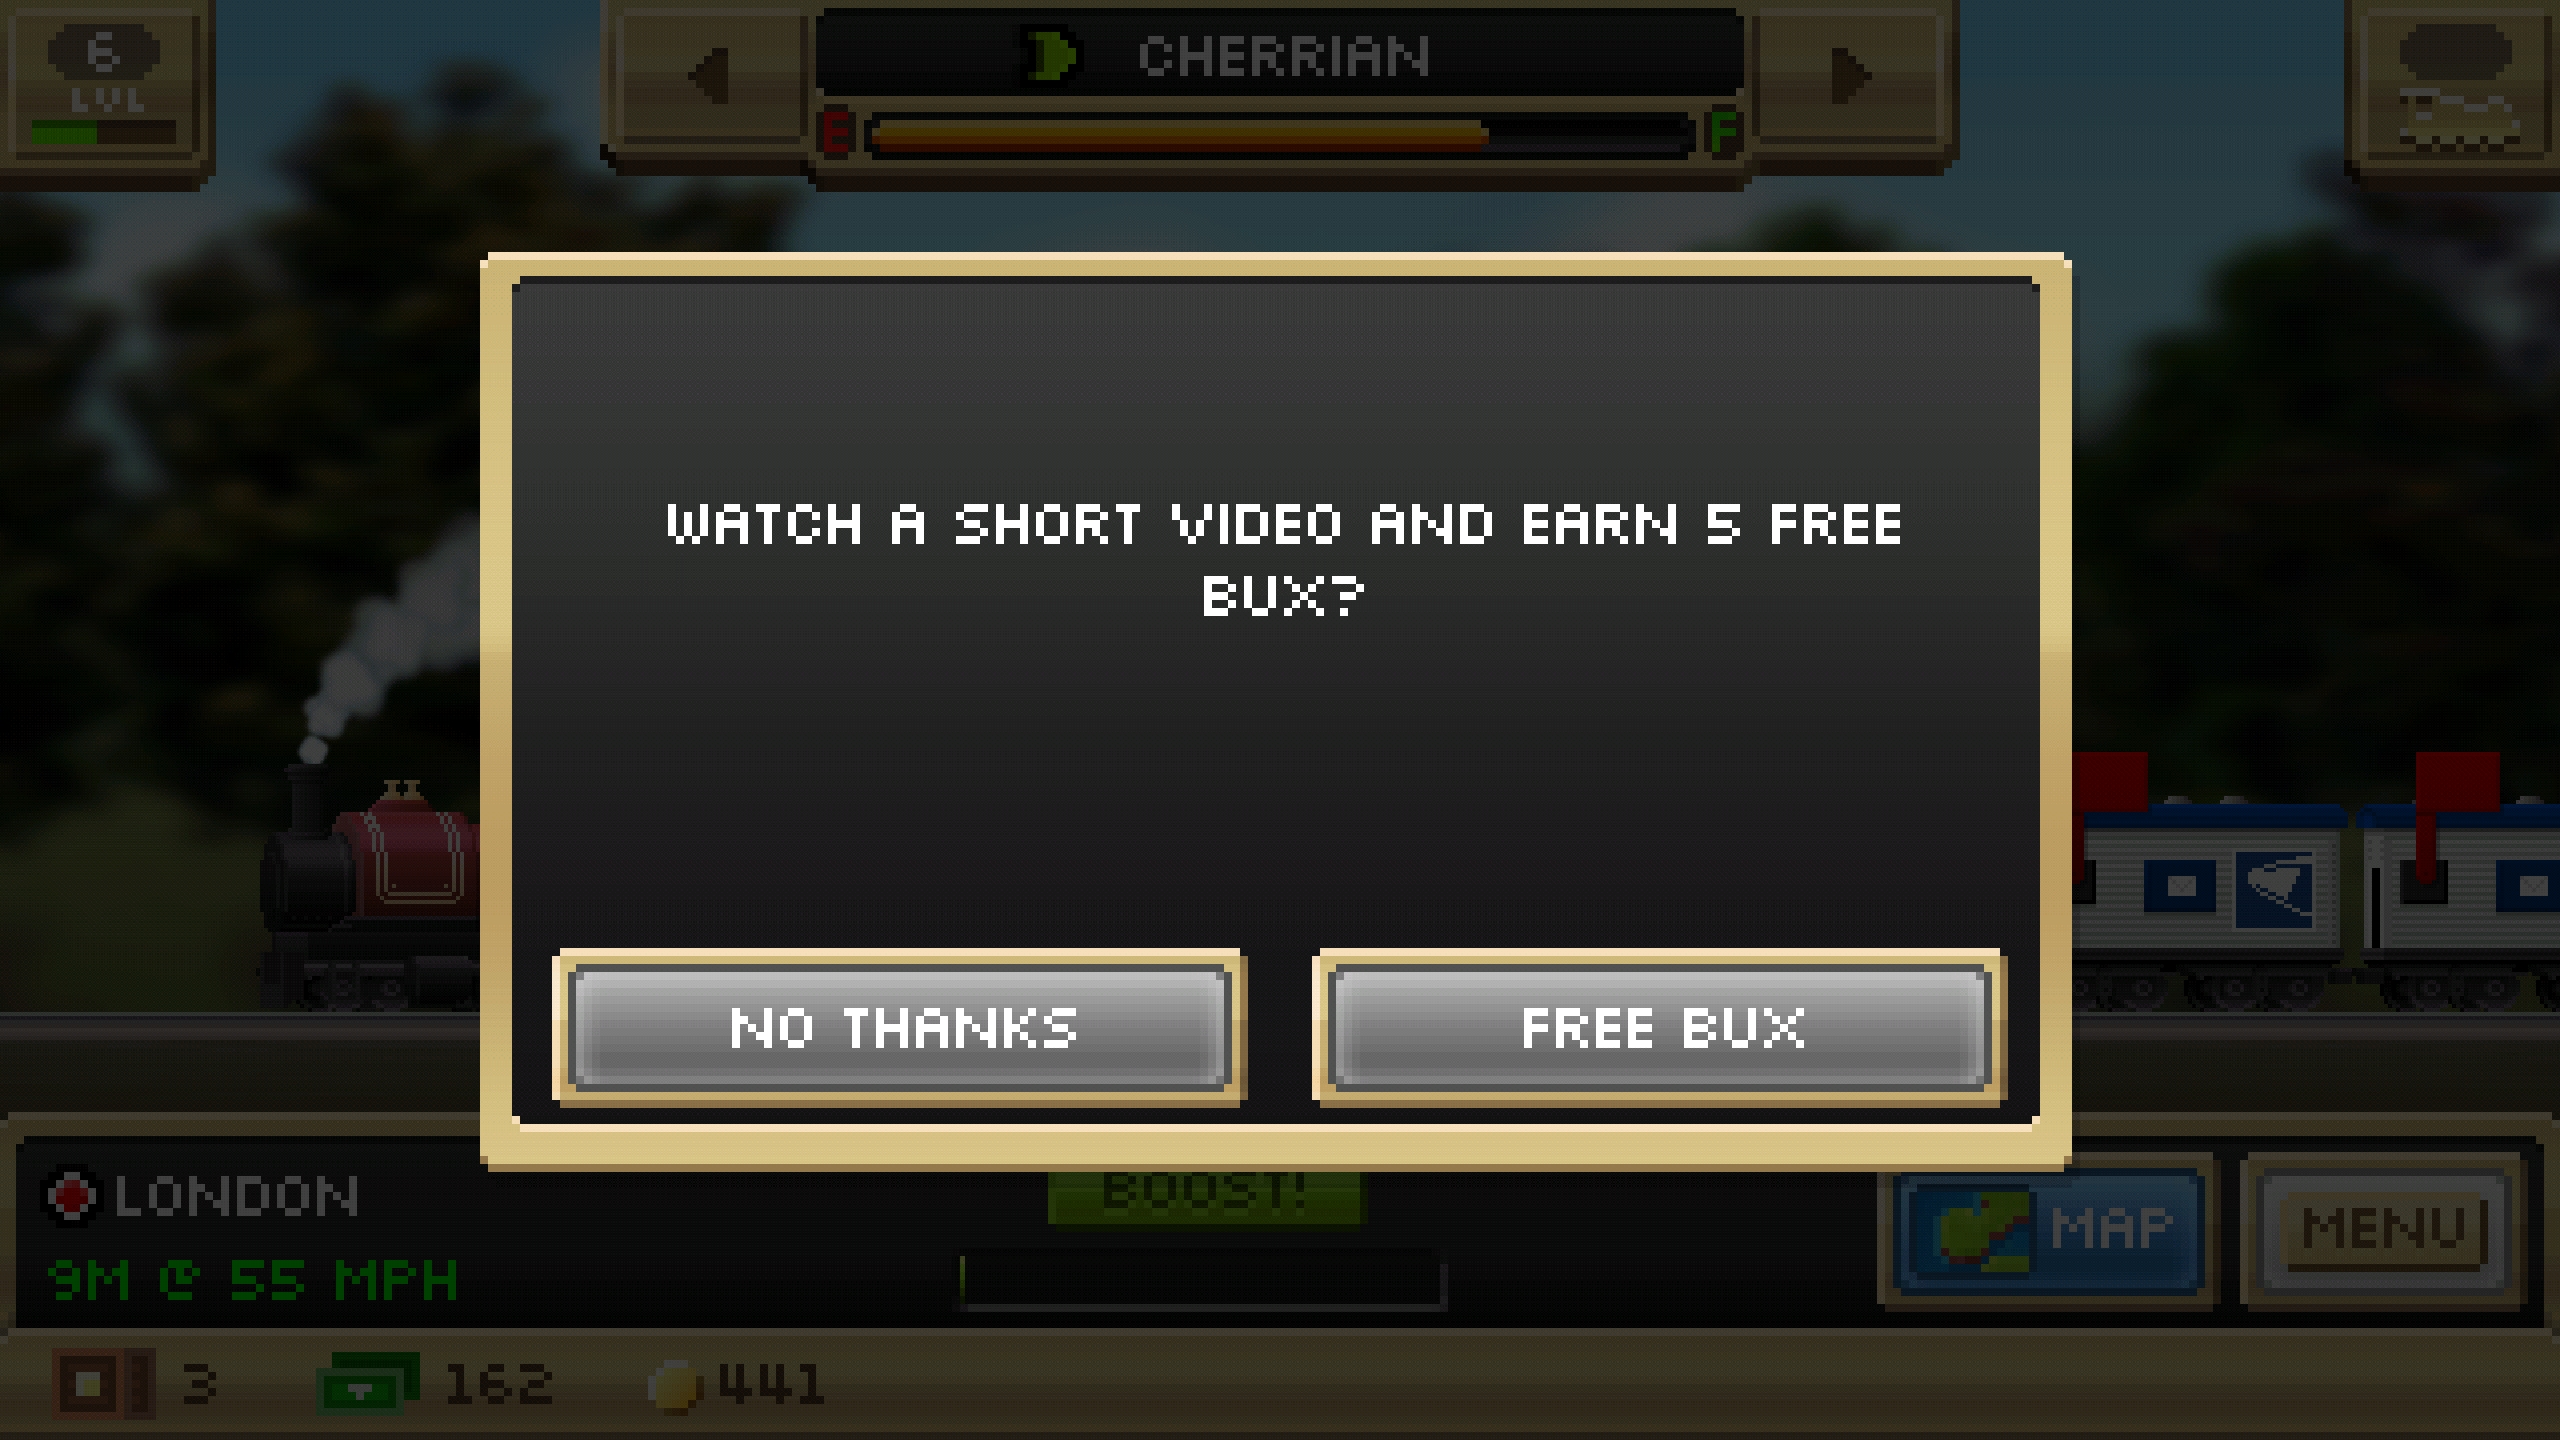 6
LVL
CHERRIAN
E F
WATCH A SHORT VIDEO AND EARN 5 FREE
BUX?
NO THANKS
FREE BUX
LONDON
9M @ 55 MPH
BOOST!
MAP
MENU
3
162
441